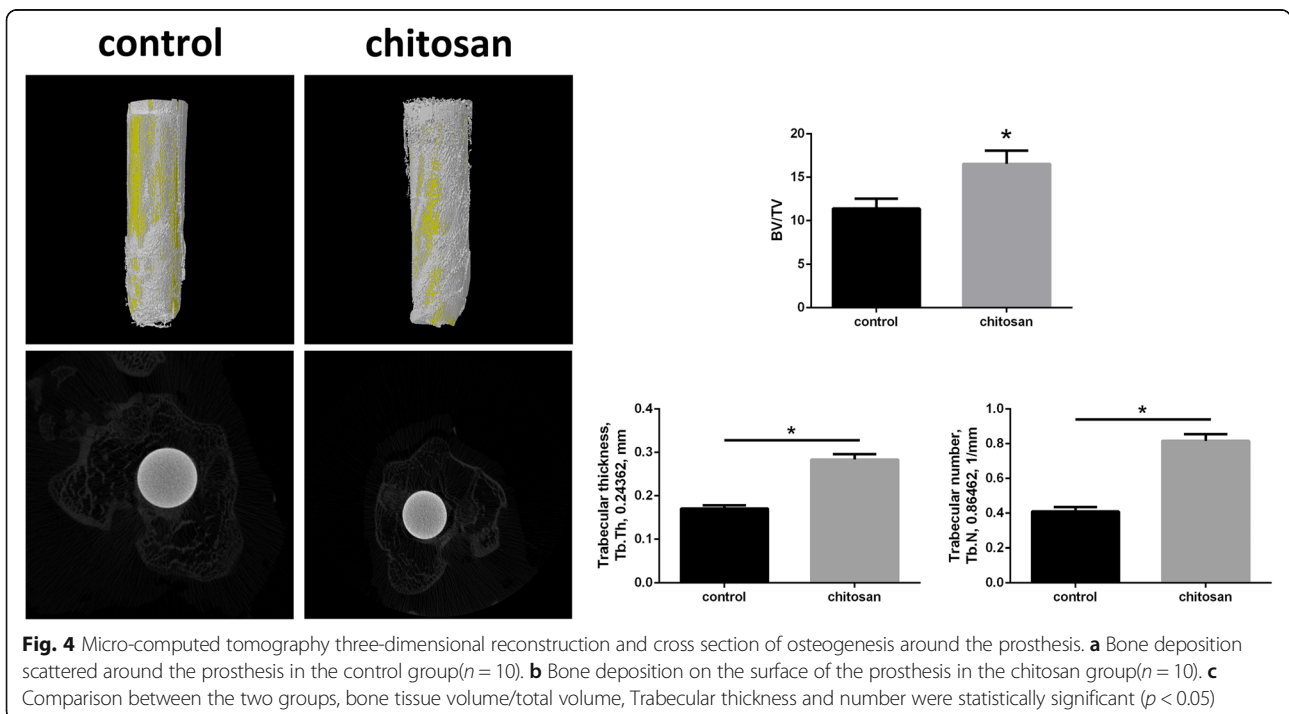 control
chitosan
20
15
10
5
0
BV/TV
*
control
chitosan
0.4
0.3
0.2
0.1
0.0
Trabecular thickness,
Tb.Th, 0.24362, mm
*
control
chitosan
1.0
0.8
0.6
0.4
0.2
0.0
Trabecular number,
Tb.N, 0.86462, 1/mm
*
control
chitosan
Fig. 4 Micro-computed tomography three-dimensional reconstruction and cross section of osteogenesis around the prosthesis. a Bone deposition
scattered around the prosthesis in the control group(n = 10). b Bone deposition on the surface of the prosthesis in the chitosan group(n = 10). c
Comparison between the two groups, bone tissue volume/total volume, Trabecular thickness and number were statistically significant (p < 0.05)